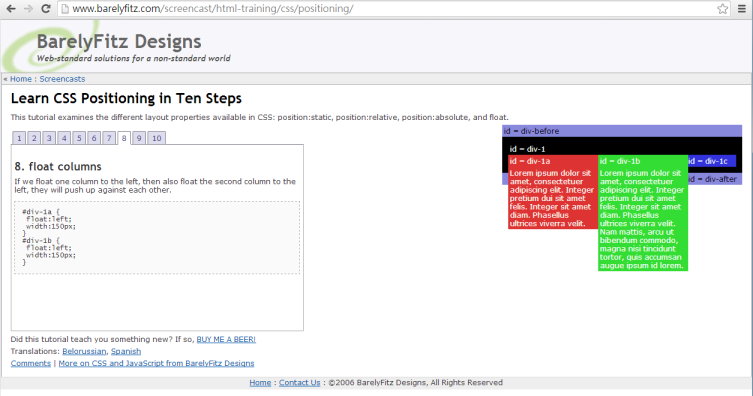 www.barelyfitz.com/screencast/html-training/css/positioning/
BarelyFitz Designs
Web-standard solutions for a non-standard world
« Home : Screencasts
Learn CSS Positioning in Ten Steps
This tutorial examines the different layout properties available in CSS: position:static, position:relative, position:absolute, and float.
1 2 3 4 5 6 7 8 9 10
8. float columns
If we float one column to the left, then also float the second column to the
left, they will push up against each other.
#div-1a {
float:left;
width:150px;
}
#div-1b {
float:left;
width:150px;
}
id = div-before
id = div-1
id = div-1a
Lorem ipsum dolor sit
amet, consectetuer
adipiscing elit. Integer
pretium dui sit amet
felis. Integer sit amet
diam. Phasellus
ultrices viverra velit.
id = div-1b
Lorem ipsum dolor sit
amet, consectetuer
adipiscing elit. Integer
pretium dui sit amet
felis. Integer sit amet
diam. Phasellus
ultrices viverra velit.
Nam mattis, arcu ut
bibendum commodo,
magna nisi tincidunt
tortor, quis accumsan
augue ipsum id lorem.
id = div-1c
id = div-after
Did this tutorial teach you something new? If so, BUY ME A BEER!
Translations: Belorussian, Spanish
Comments | More on CSS and JavaScript from BarelyFitz Designs
Home : Contact Us : ©2006 BarelyFitz Designs, All Rights Reserved